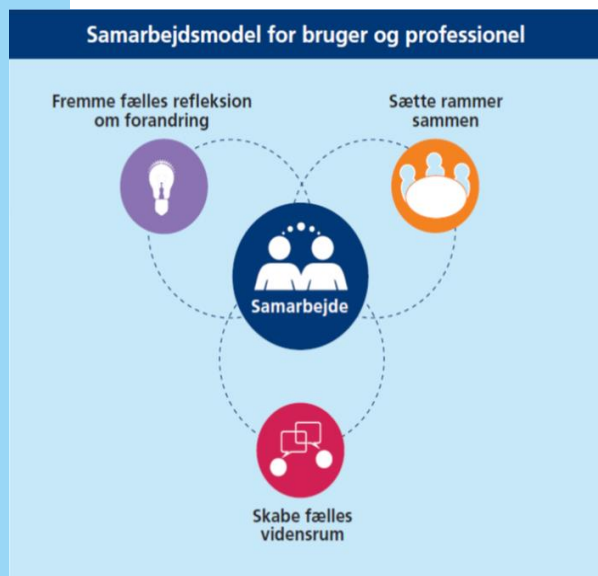 Samarbejdsmodel for bruger og professionel
Fremme fælles refleksion
om forandring
Sætte rammer
sammen
Samarbejde
Skabe fælles
vidensrum